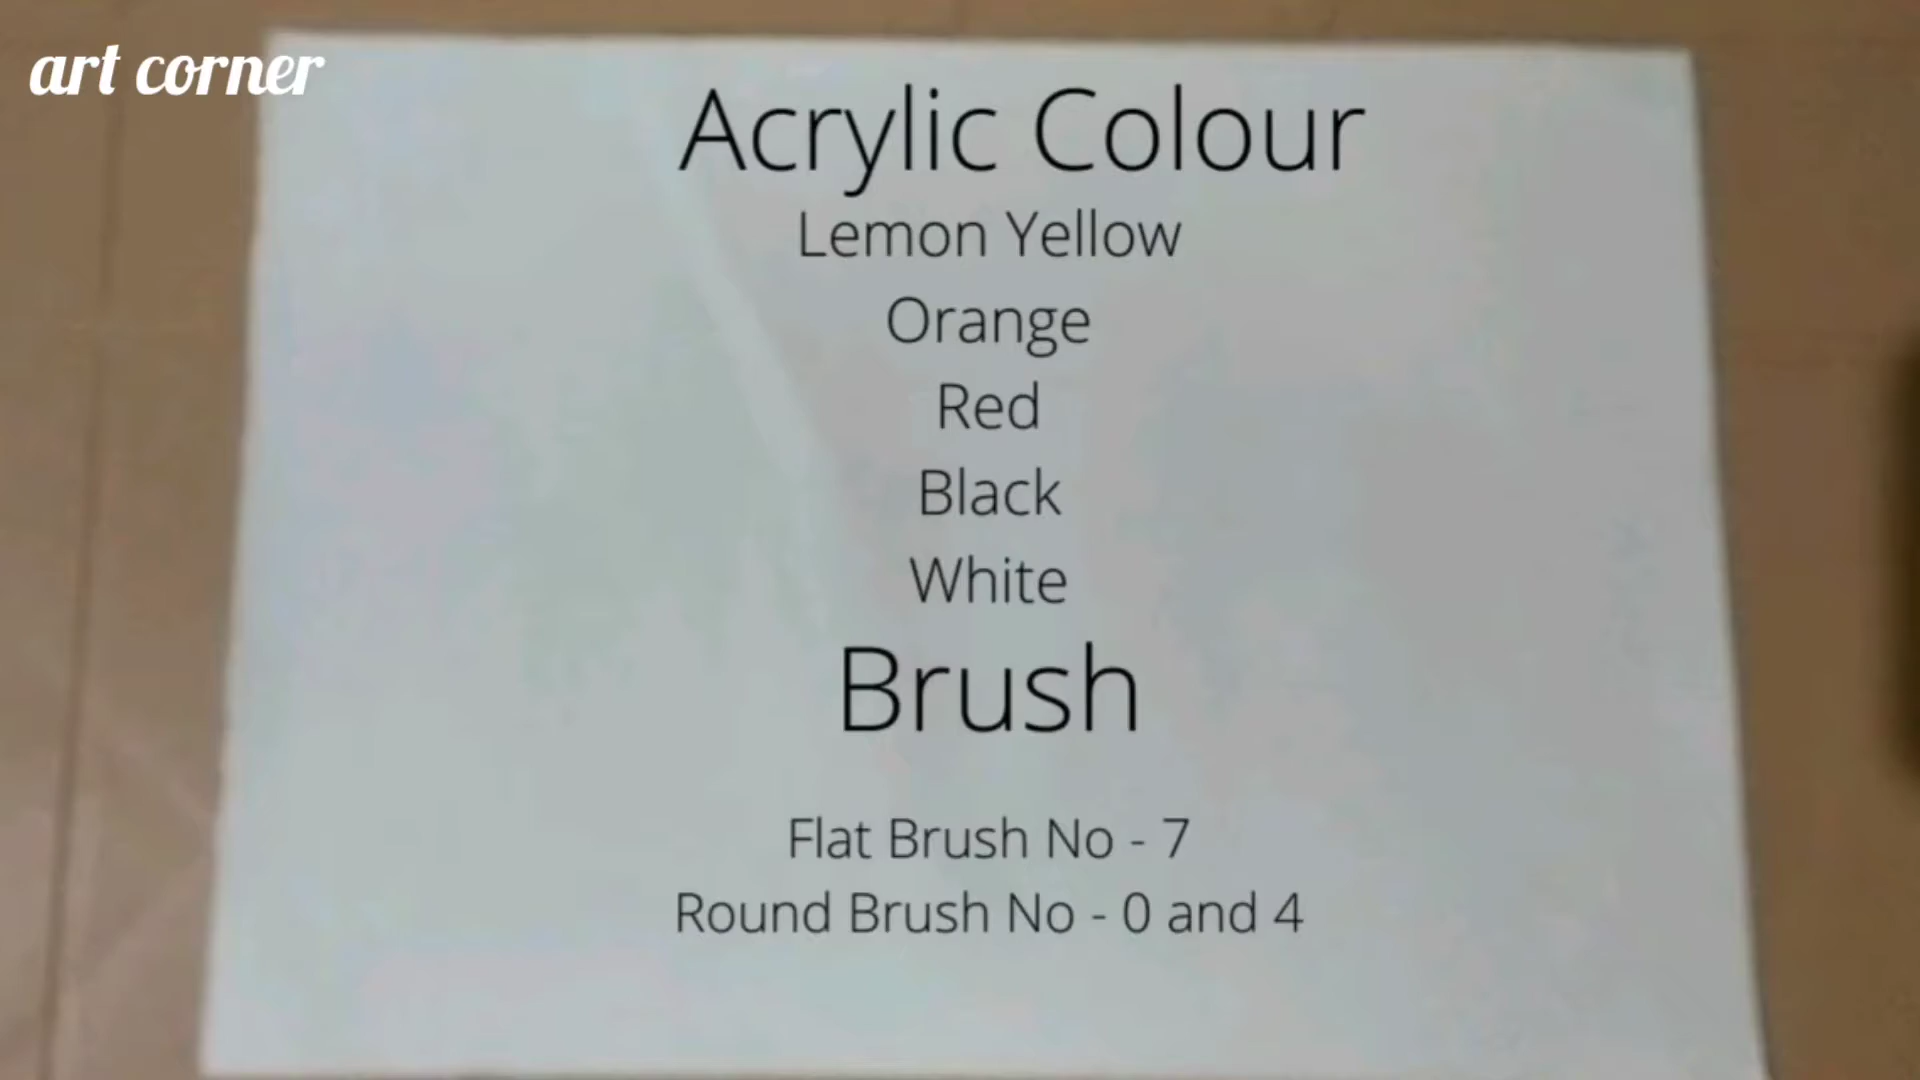 art corner
Acrylic Colour
Lemon Yellow
Orange
Red
Black
White
Brush
Flat Brush No - 7
Round Brush No - 0 and 4